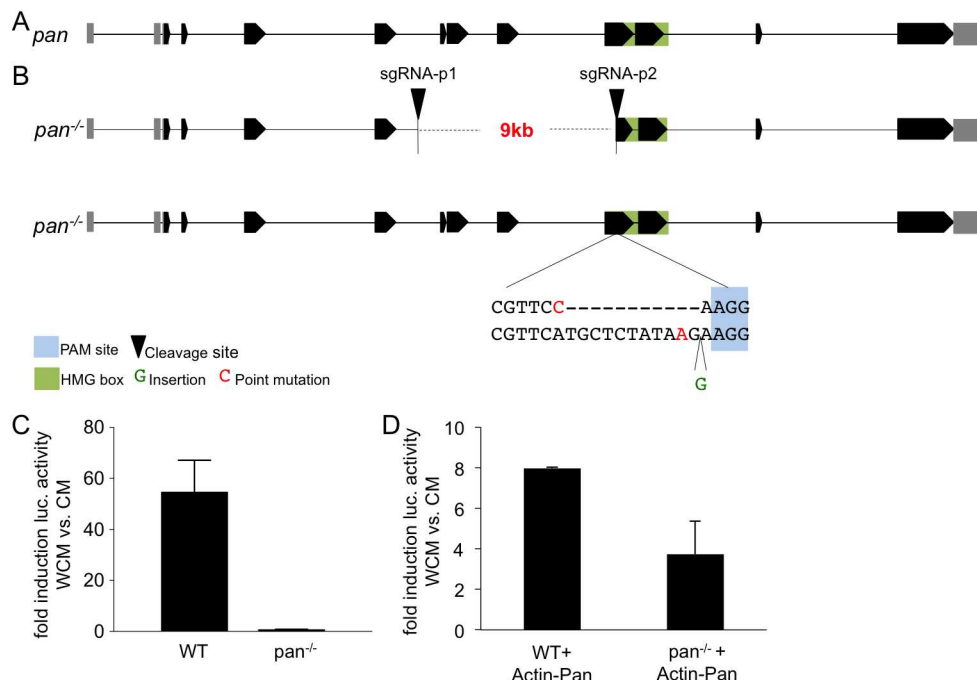 A
pan
B
sgRNA-p1 sgRNA-p2
pan-/-
9kb
pan-/-
CGTTCC–––––––––––AAGG
CGTTCATGCTCTATAAGAAGG
G
PAM site
Cleavage site
HMG box
G Insertion
C Point mutation
C
fold induction luc. activity
WCM vs. CM
80
60
40
20
0
WT
pan-/-
D
fold induction luc. activity
WCM vs. CM
10
8
6
4
2
0
WT+
Actin-Pan
pan-/- +
Actin-Pan